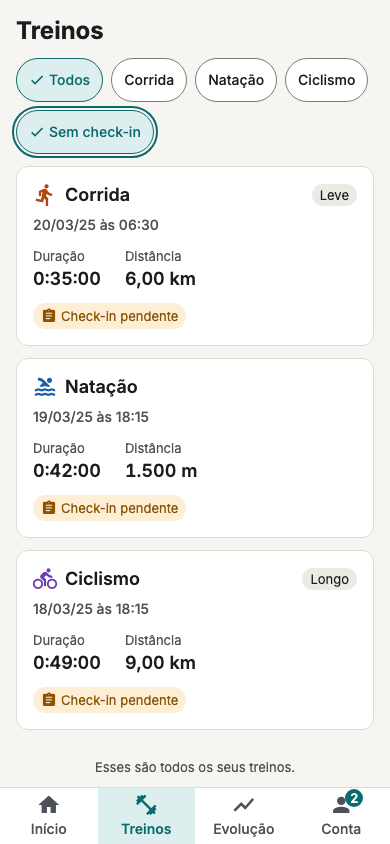 Treinos
Todos Corrida Natação Ciclismo
Sem check-in
Corrida Leve
20/03/25 às 06:30
Duração Distância
0:35:00 6,00 km
Check-in pendente
Natação
19/03/25 às 18:15
Duração Distância
0:42:00 1.500 m
Check-in pendente
Ciclismo Longo
18/03/25 às 18:15
Duração Distância
0:49:00 9,00 km
Check-in pendente
Esses são todos os seus treinos.
2
Início Treinos Evolução Conta